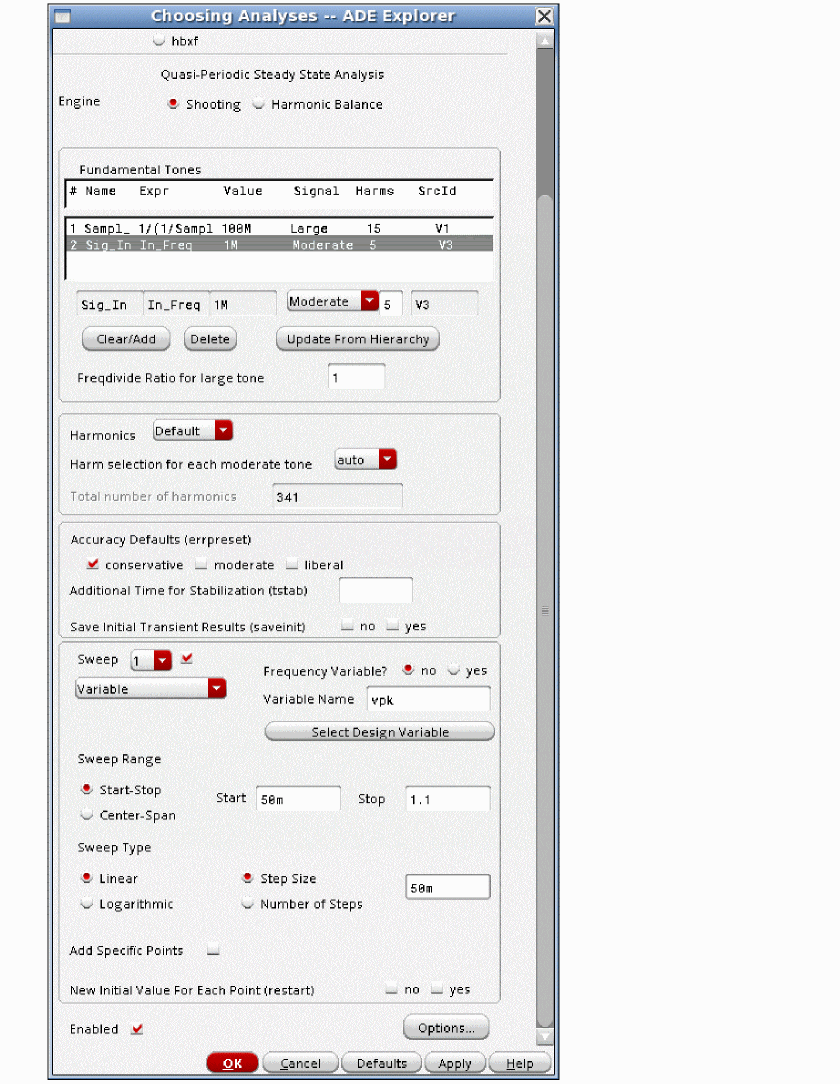 Choosing Analyses -- ADE Explorer
hbxf
Quasi-Periodic Steady State Analysis
Engine Shooting Harmonic Balance
Fundamental Tones
# Name Expr Value Signal Harms SrcId
1 Sampl_ 1/(1/Sampl 100M Large 15 V1
2 Sig_In In_Freq 1M Moderate 5 V3
Sig_In In_Freq 1M Moderate 5 V3
Clear/Add Delete Update From Hierarchy
Freqdivide Ratio for large tone 1
Harmonics Default
Harm selection for each moderate tone auto
Total number of harmonics 341
Accuracy Defaults (errpreset)
conservative moderate liberal
Additional Time for Stabilization (tstab)
Save Initial Transient Results (saveinit) no yes
Sweep 1
Frequency Variable? no yes
Variable
Variable Name vpk
Select Design Variable
Sweep Range
Start-Stop Start 50m Stop 1.1
Center-Span
Sweep Type
Linear Step Size 50m
Logarithmic Number of Steps
Add Specific Points
New Initial Value For Each Point (restart) no yes
Enabled Options...
OK Cancel Defaults Apply Help